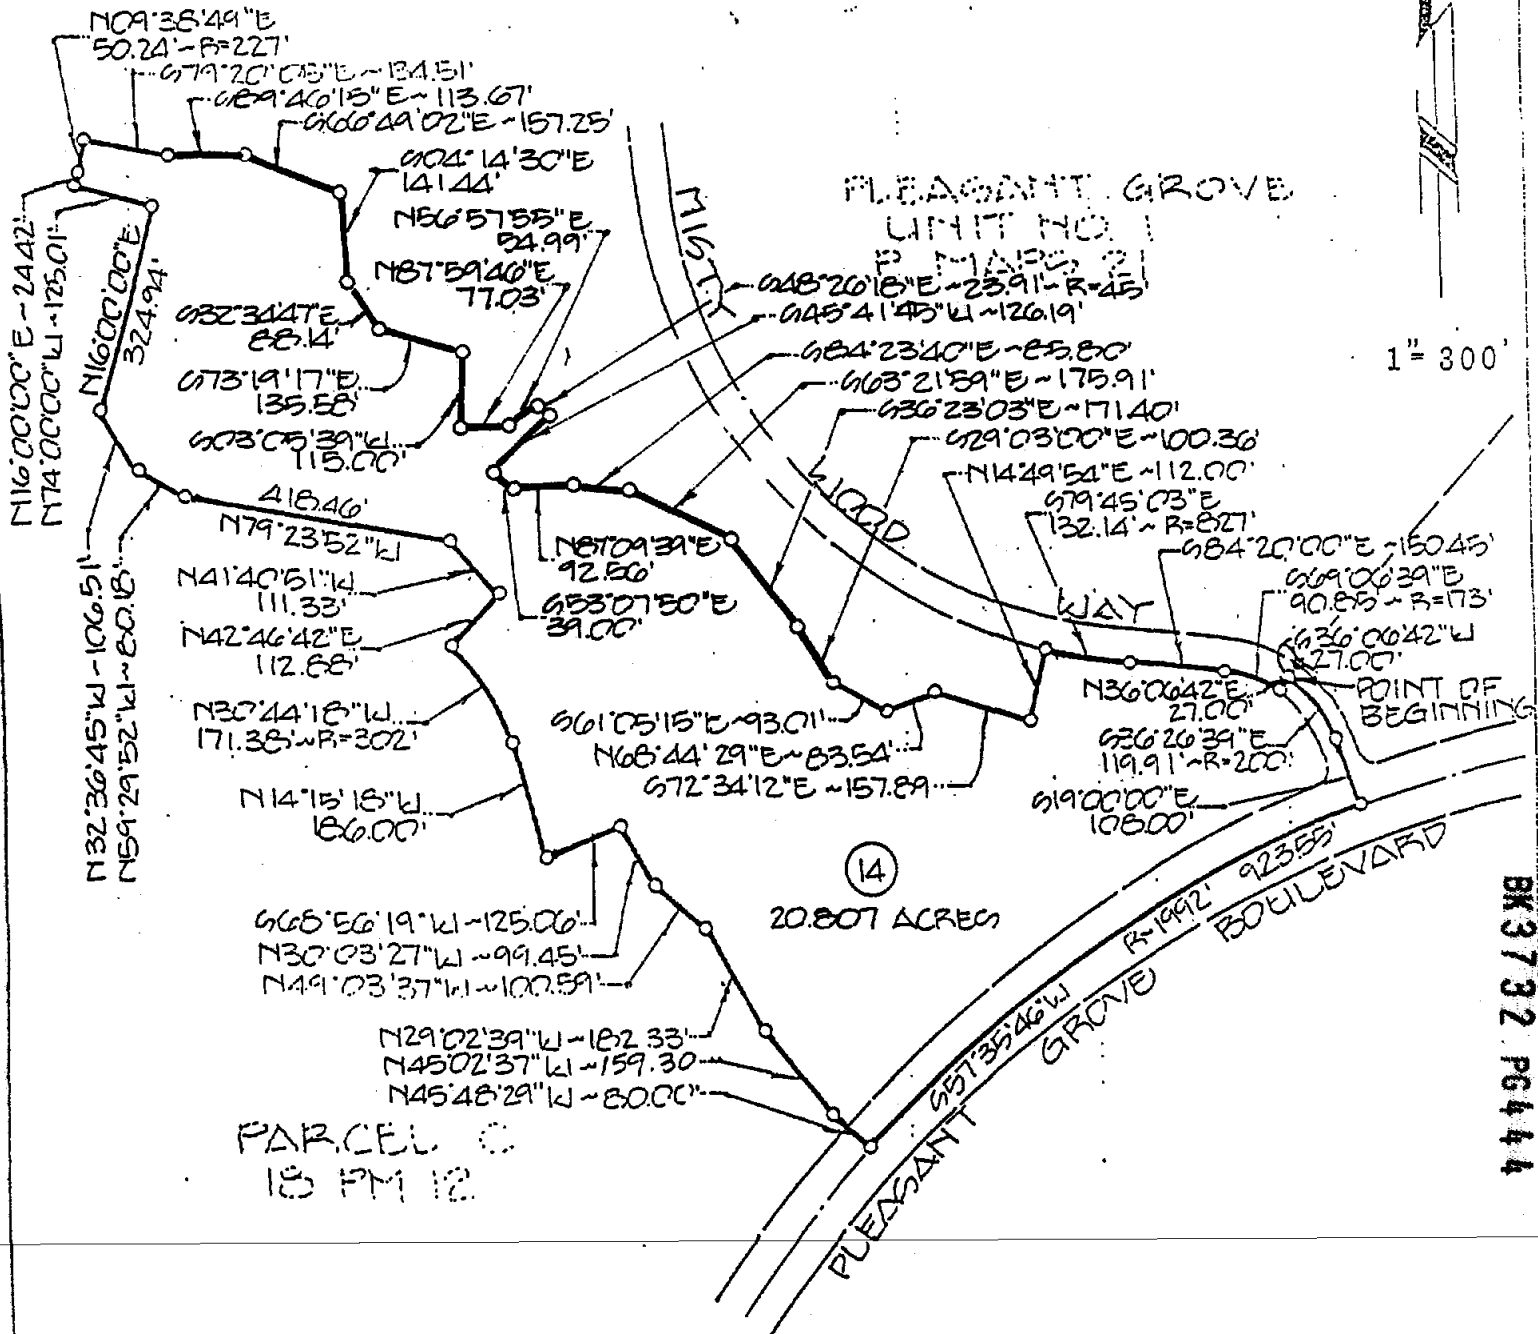 N09°38'49"E
50.24'~R=227'
S79°20'05"E~134.51'
S89°46'15"E~113.67'
S66°49'02"E~157.25'
S04°14'30"E
141.44'
N56°57'55"E
54.99'
N87°59'46"E
77.03'
S32°34'47"E
88.14'
S73°19'17"E
135.58'
S03°05'39"W
115.00'
N16°00'00"E~24.42'
N74°00'00"W~125.01'
N16°00'00"E
324.94'
MIST
WOOD
WAY
PLEASANT GROVE
UNIT NO. 1
P MAPS 21
S48°26'18"E~23.91'~R=45'
S45°41'45"W~126.19'
S84°23'40"E~85.80'
S63°21'59"E~175.91'
S36°23'03"E~171.40'
S29°03'00"E~100.36'
N14°49'54"E~112.00'
S79°45'03"E
132.14'~R=827'
S84°20'00"E~150.45'
S69°06'39"E
90.85'~R=173'
S36°06'42"W
27.00'
POINT OF
BEGINNING
N36°06'42"E
27.00'
S36°26'39"E
119.91'~R=200'
S19°00'00"E
108.00'
1"= 300'
418.46'
N79°23'52"W
N87°09'39"E
92.56'
S53°07'50"E
39.00'
N32°36'45"W~106.51'
N59°29'52"W~80.18'
N41°40'51"W
111.33'
N42°46'42"E
112.88'
N30°44'18"W
171.38'~R=302'
N14°15'18"W
186.00'
S61°05'15"E~93.01'
N68°44'29"E~83.54'
S72°34'12"E~157.89
14
20.807 ACRES
S68°56'19"W~125.06'
N30°03'27"W~99.45'
N49°03'37"W~100.59'
N29°02'39"W~182.33'
N45°02'37"W~159.30
N45°48'29"W~80.00'
S57°35'46"W R=1992' 923.55'
PLEASANT GROVE BOULEVARD
PARCEL C
18 PM 12
BK3732 PG444